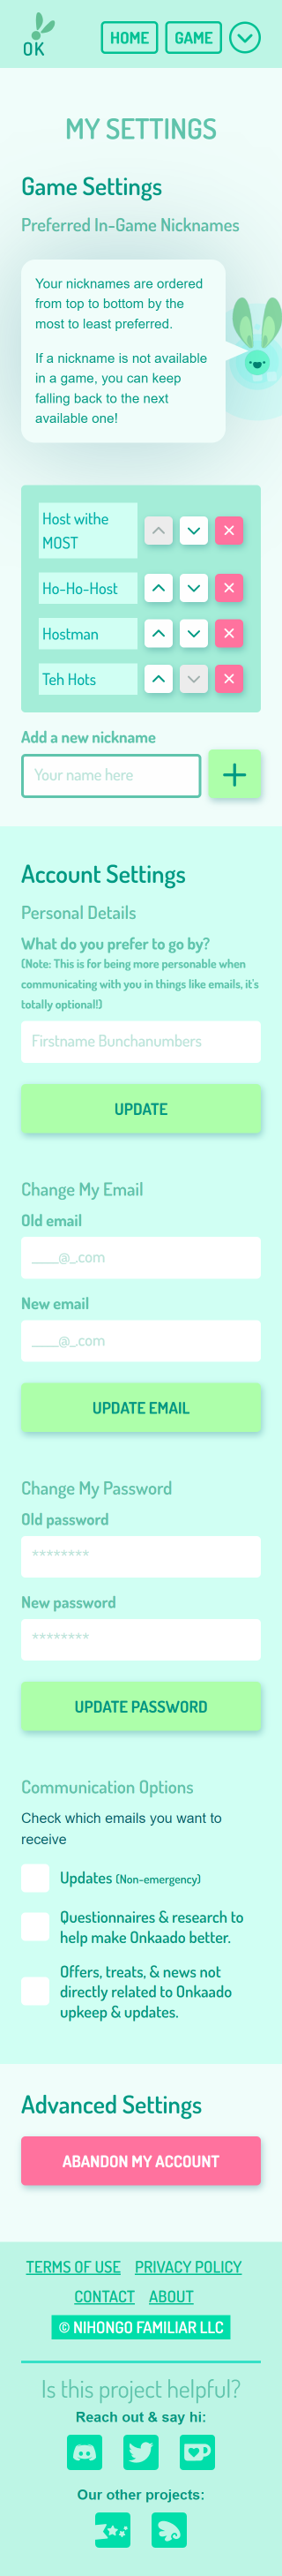 OK
HOME
GAME
MY SETTINGS
Game Settings
Preferred In-Game Nicknames
Your nicknames are ordered
from top to bottom by the
most to least preferred.
If a nickname is not available
in a game, you can keep
falling back to the next
available one!
Host withe
MOST
Ho-Ho-Host
Hostman
Teh Hots
Add a new nickname
Your name here
Account Settings
Personal Details
What do you prefer to go by?
(Note: This is for being more personable when
communicating with you in things like emails, it's
totally optional!)
Firstname Bunchanumbers
UPDATE
Change My Email
Old email
____@_.com
New email
____@_.com
UPDATE EMAIL
Change My Password
Old password
********
New password
********
UPDATE PASSWORD
Communication Options
Check which emails you want to
receive
Updates (Non-emergency)
Questionnaires & research to
help make Onkaado better.
Offers, treats, & news not
directly related to Onkaado
upkeep & updates.
Advanced Settings
ABANDON MY ACCOUNT
TERMS OF USE PRIVACY POLICY
CONTACT ABOUT
© NIHONGO FAMILIAR LLC
Is this project helpful?
Reach out & say hi:
Our other projects: